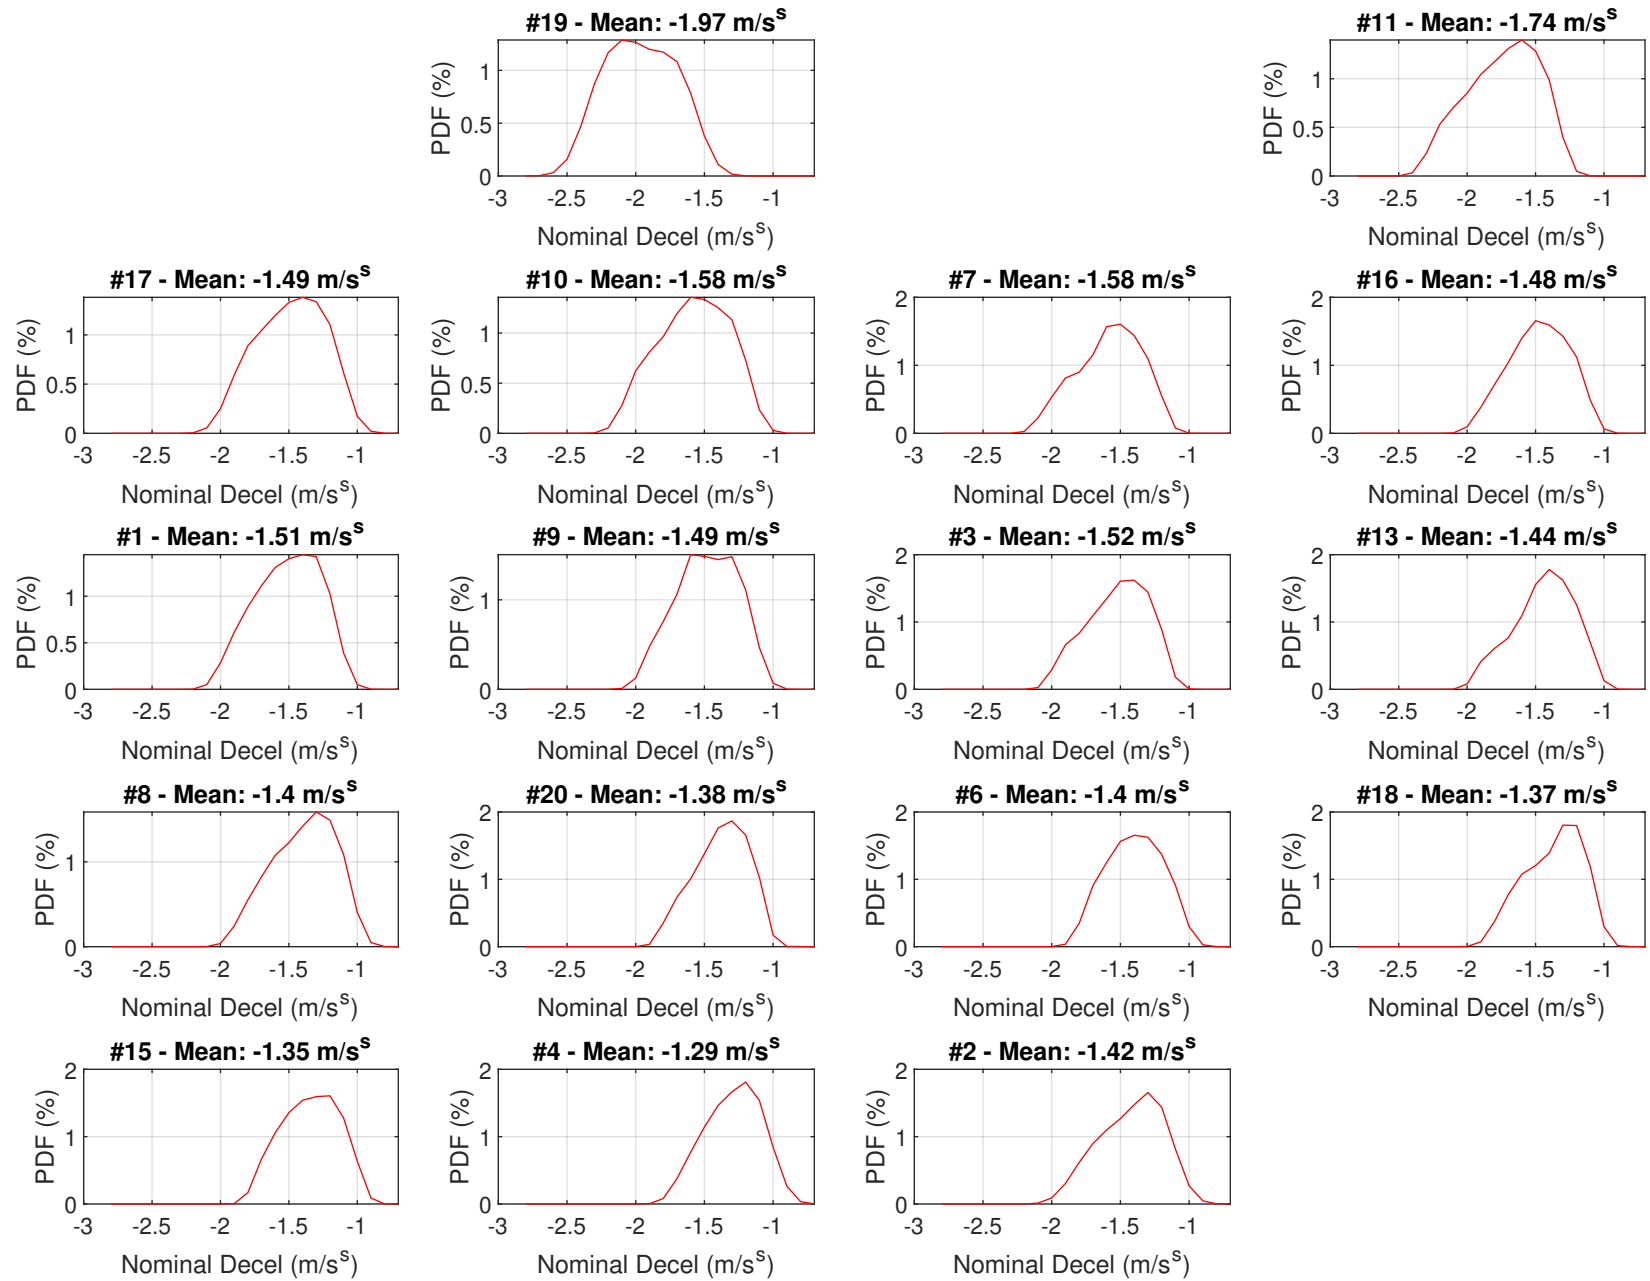 #19 - Mean: -1.97 m/s^s
PDF (%)
1
0.5
0
-3 -2.5 -2 -1.5 -1
Nominal Decel (m/s^s)
#11 - Mean: -1.74 m/s^s
PDF (%)
1
0.5
0
-3 -2.5 -2 -1.5 -1
Nominal Decel (m/s^s)
#17 - Mean: -1.49 m/s^s
PDF (%)
1
0.5
0
-3 -2.5 -2 -1.5 -1
Nominal Decel (m/s^s)
#10 - Mean: -1.58 m/s^s
PDF (%)
1
0.5
0
-3 -2.5 -2 -1.5 -1
Nominal Decel (m/s^s)
#7 - Mean: -1.58 m/s^s
PDF (%)
2
1
0
-3 -2.5 -2 -1.5 -1
Nominal Decel (m/s^s)
#16 - Mean: -1.48 m/s^s
PDF (%)
2
1
0
-3 -2.5 -2 -1.5 -1
Nominal Decel (m/s^s)
#1 - Mean: -1.51 m/s^s
PDF (%)
1
0.5
0
-3 -2.5 -2 -1.5 -1
Nominal Decel (m/s^s)
#9 - Mean: -1.49 m/s^s
PDF (%)
1
0
-3 -2.5 -2 -1.5 -1
Nominal Decel (m/s^s)
#3 - Mean: -1.52 m/s^s
PDF (%)
2
1
0
-3 -2.5 -2 -1.5 -1
Nominal Decel (m/s^s)
#13 - Mean: -1.44 m/s^s
PDF (%)
2
1
0
-3 -2.5 -2 -1.5 -1
Nominal Decel (m/s^s)
#8 - Mean: -1.4 m/s^s
PDF (%)
1
0
-3 -2.5 -2 -1.5 -1
Nominal Decel (m/s^s)
#20 - Mean: -1.38 m/s^s
PDF (%)
2
1
0
-3 -2.5 -2 -1.5 -1
Nominal Decel (m/s^s)
#6 - Mean: -1.4 m/s^s
PDF (%)
2
1
0
-3 -2.5 -2 -1.5 -1
Nominal Decel (m/s^s)
#18 - Mean: -1.37 m/s^s
PDF (%)
2
1
0
-3 -2.5 -2 -1.5 -1
Nominal Decel (m/s^s)
#15 - Mean: -1.35 m/s^s
PDF (%)
2
1
0
-3 -2.5 -2 -1.5 -1
Nominal Decel (m/s^s)
#4 - Mean: -1.29 m/s^s
PDF (%)
2
1
0
-3 -2.5 -2 -1.5 -1
Nominal Decel (m/s^s)
#2 - Mean: -1.42 m/s^s
PDF (%)
2
1
0
-3 -2.5 -2 -1.5 -1
Nominal Decel (m/s^s)